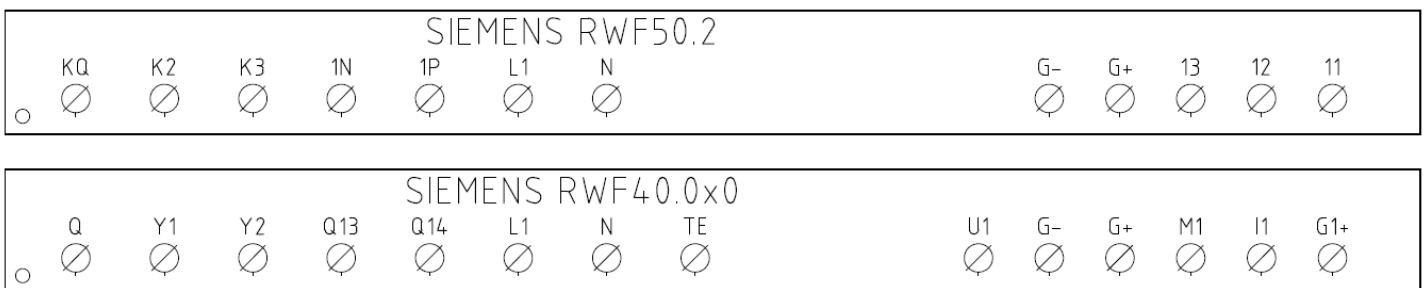 SIEMENS RWF50.2
KQ K2 K3 1N 1P L1 N G- G+ 13 12 11
SIEMENS RWF40.0x0
Q Y1 Y2 Q13 Q14 L1 N TE U1 G- G+ M1 I1 G1+